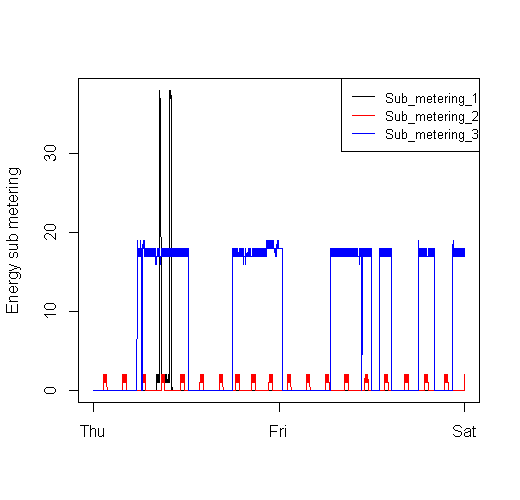 Sub_metering_1
Sub_metering_2
Sub_metering_3
Energy sub metering
30
20
10
0
Thu
Fri
Sat